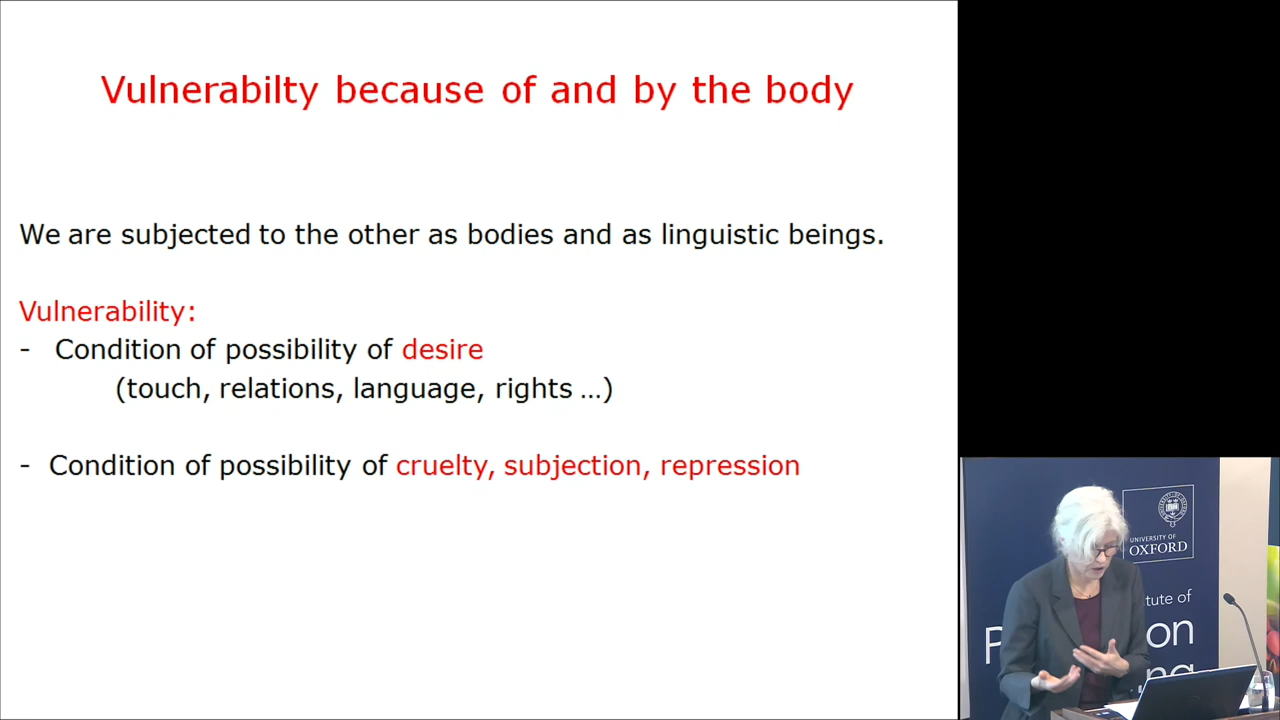 Vulnerabilty because of and by the body
We are subjected to the other as bodies and as linguistic beings.
Vulnerability:
- Condition of possibility of desire
(touch, relations, language, rights ...)
- Condition of possibility of cruelty, subjection, repression
UNIVERSITY OF
OXFORD
tute of
P on
ng